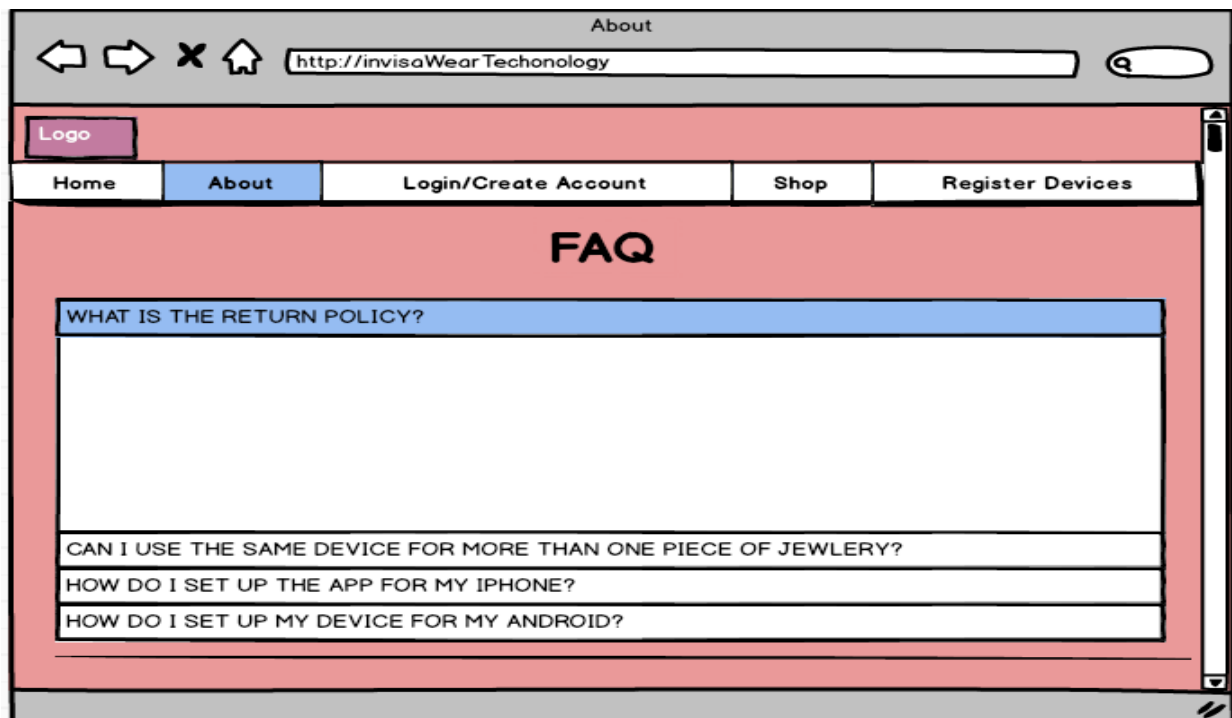 About
http://invisaWear Techonology
Logo
Home About Login/Create Account Shop Register Devices
FAQ
WHAT IS THE RETURN POLICY?
CAN I USE THE SAME DEVICE FOR MORE THAN ONE PIECE OF JEWLERY?
HOW DO I SET UP THE APP FOR MY IPHONE?
HOW DO I SET UP MY DEVICE FOR MY ANDROID?